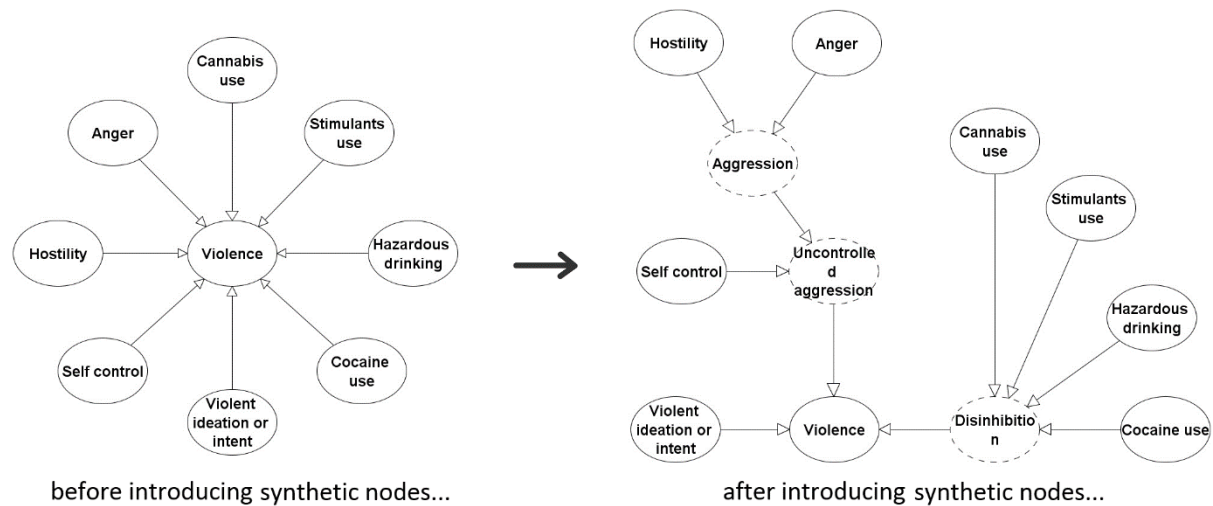 Cannabis
use
Anger
Stimulants
use
Hostility
Violence
Hazardous
drinking
Self control
Cocaine
use
Violent
ideation or
intent
before introducing synthetic nodes...
Hostility
Anger
Aggression
Cannabis
use
Stimulants
use
Self control
Uncontrolle
d
aggression
Hazardous
drinking
Violent
ideation or
intent
Violence
Disinhibitio
n
Cocaine use
after introducing synthetic nodes...